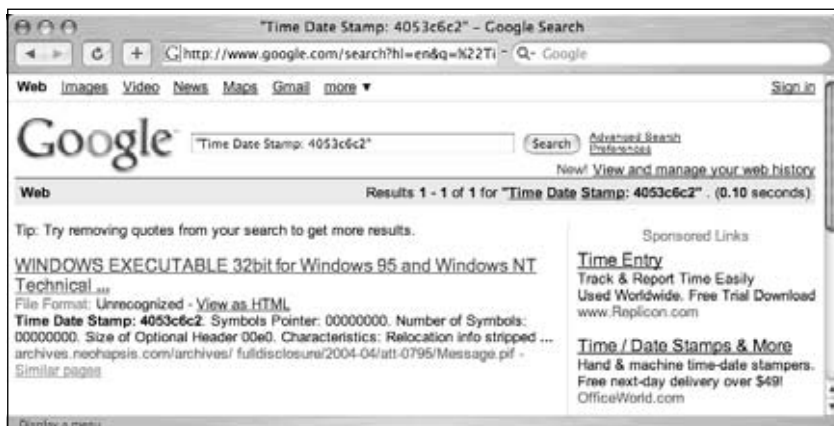 "Time Date Stamp: 4053c6c2" – Google Search
G http://www.google.com/search?hl=en&q=%22Ti
Q- Google
Web Images Video News Maps Gmail more ▼
Sign in
Google
"Time Date Stamp: 4053c6c2"
Search
Advanced Search
Preferences
New! View and manage your web history
Web
Results 1 - 1 of 1 for "Time Date Stamp: 4053c6c2" . (0.10 seconds)
Tip: Try removing quotes from your search to get more results.
WINDOWS EXECUTABLE 32bit for Windows 95 and Windows NT
Technical ...
File Format: Unrecognized - View as HTML
Time Date Stamp: 4053c6c2. Symbols Pointer: 00000000. Number of Symbols:
00000000. Size of Optional Header 00e0. Characteristics: Relocation info stripped ...
archives.neohapsis.com/archives/ fulldisclosure/2004-04/att-0795/Message.pif -
Similar pages
Sponsored Links
Time Entry
Track & Report Time Easily
Used Worldwide. Free Trial Download
www.Replicon.com
Time / Date Stamps & More
Hand & machine time-date stampers.
Free next-day delivery over $49!
OfficeWorld.com
Display a menu